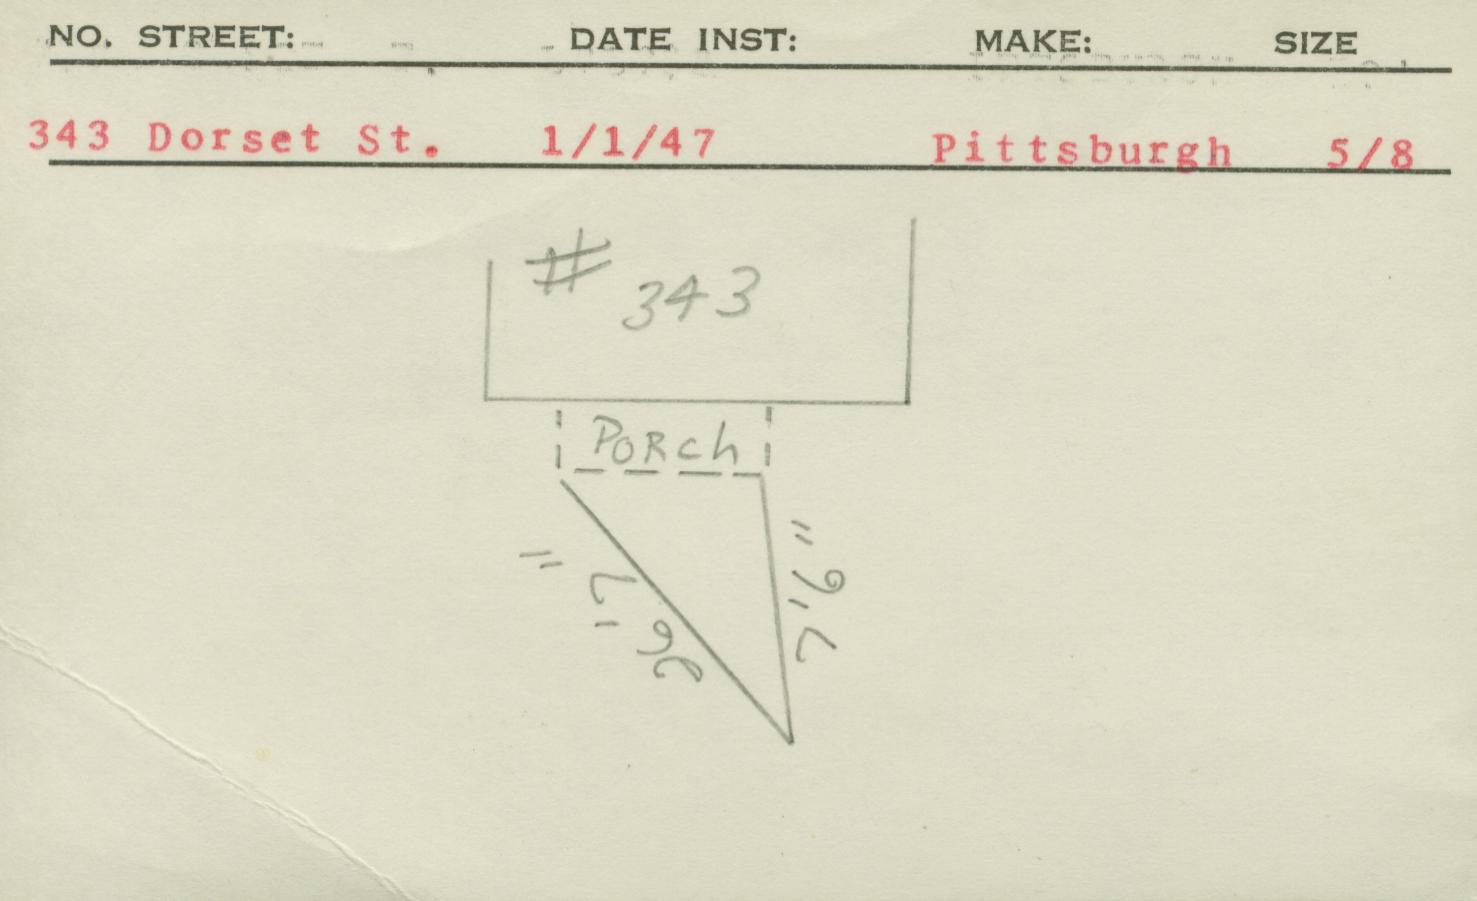 NO. STREET: DATE INST: MAKE: SIZE
343 Dorset St. 1/1/47 Pittsburgh 5/8
# 343
PORCh
26'7"
7'6"